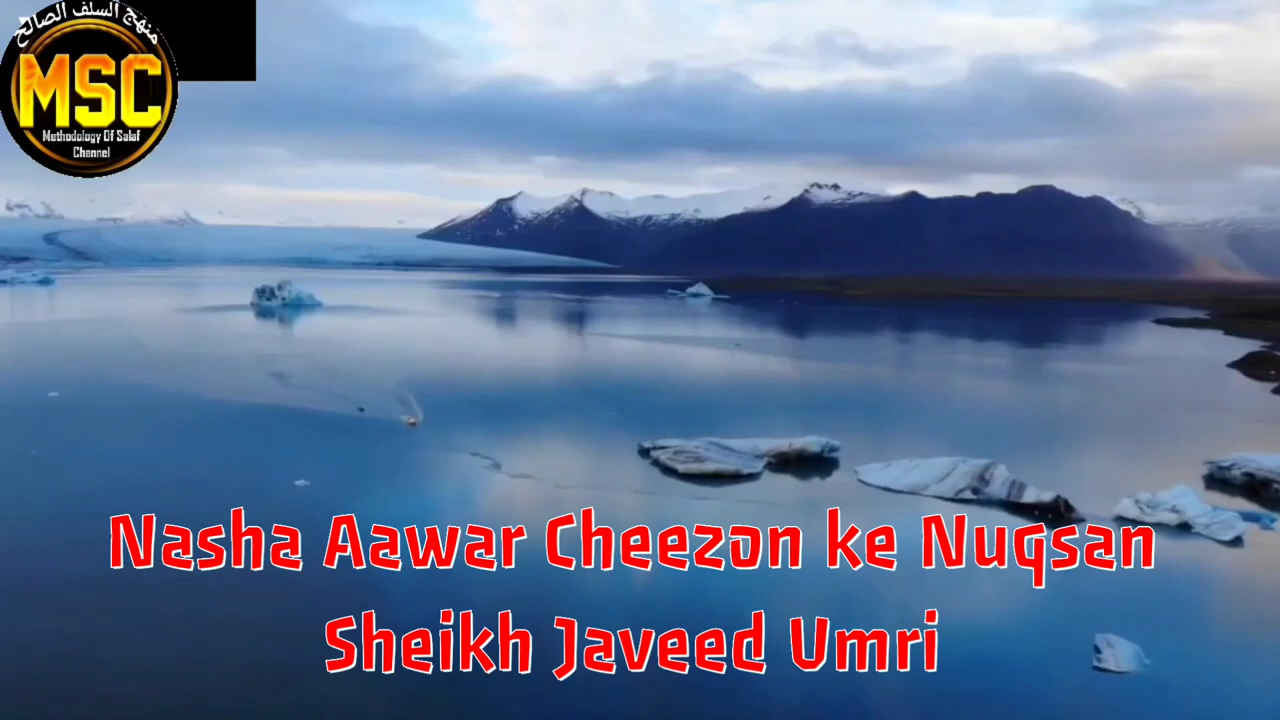 منهج السلف الصالح
MSC
Methodology Of Salaf
Channel
Nasha Aawar Cheezon ke Nuqsan
Sheikh Javeed Umri